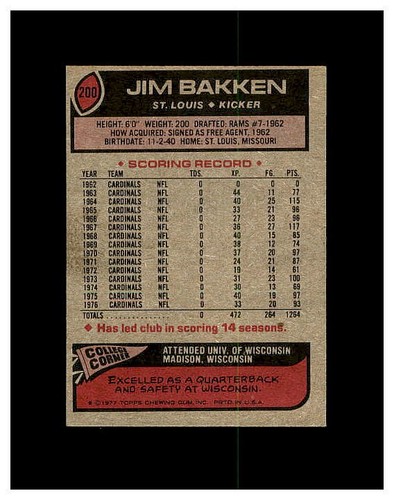 200
JIM BAKKEN
ST. LOUIS ◆ KICKER
HEIGHT: 6'0" WEIGHT: 200 DRAFTED: RAMS #7-1962
HOW ACQUIRED: SIGNED AS FREE AGENT, 1962
BIRTHDATE: 11-2-40 HOME: ST. LOUIS, MISSOURI
• SCORING RECORD •
YEAR TEAM TDS. XP. FG. PTS.
1962 CARDINALS NFL 0 0 0 0
1963 CARDINALS NFL 0 44 11 77
1964 CARDINALS NFL 0 40 25 115
1965 CARDINALS NFL 0 33 21 96
1966 CARDINALS NFL 0 27 23 96
1967 CARDINALS NFL 0 36 27 117
1968 CARDINALS NFL 0 40 15 85
1969 CARDINALS NFL 0 38 12 74
1970 CARDINALS NFL 0 37 20 97
1971 CARDINALS NFL 0 24 21 87
1972 CARDINALS NFL 0 19 14 61
1973 CARDINALS NFL 0 31 23 100
1974 CARDINALS NFL 0 30 13 69
1975 CARDINALS NFL 0 40 19 97
1976 CARDINALS NFL 0 33 20 93
TOTALS 0 472 264 1264
◆ Has led club in scoring 14 seasons.
COLLEGE CORNER
ATTENDED UNIV. OF WISCONSIN
MADISON, WISCONSIN
EXCELLED AS A QUARTERBACK
AND SAFETY AT WISCONSIN.
© 1977 TOPPS CHEWING GUM, INC. PRTD. IN U.S.A.